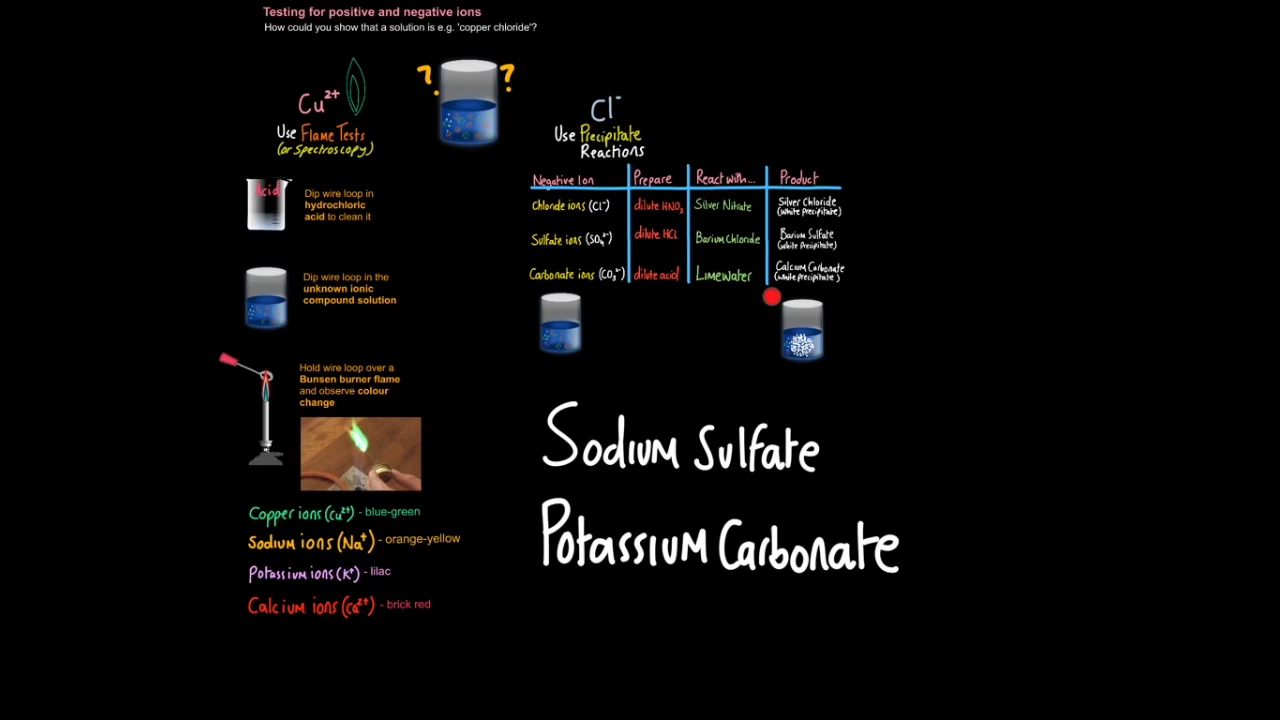 Testing for positive and negative ions
How could you show that a solution is e.g. 'copper chloride'?
Cu²⁺
Use Flame Tests
(or Spectroscopy)
? ?
Cl⁻
Use Precipitate
Reactions
Acid
Dip wire loop in
hydrochloric
acid to clean it
Dip wire loop in the
unknown ionic
compound solution
Hold wire loop over a
Bunsen burner flame
and observe colour
change
Copper ions (Cu²⁺) - blue-green
Sodium ions (Na⁺) - orange-yellow
Potassium ions (K⁺) - lilac
Calcium ions (Ca²⁺) - brick red
Negative Ion Prepare React with... Product
Chloride ions (Cl⁻) dilute HNO₃ Silver Nitrate Silver Chloride
(White Precipitate)
Sulfate ions (SO₄²⁻) dilute HCl Barium Chloride Barium Sulfate
(White Precipitate)
Carbonate ions (CO₃²⁻) dilute acid Limewater Calcium Carbonate
(white precipitate)
Sodium Sulfate
Potassium Carbonate